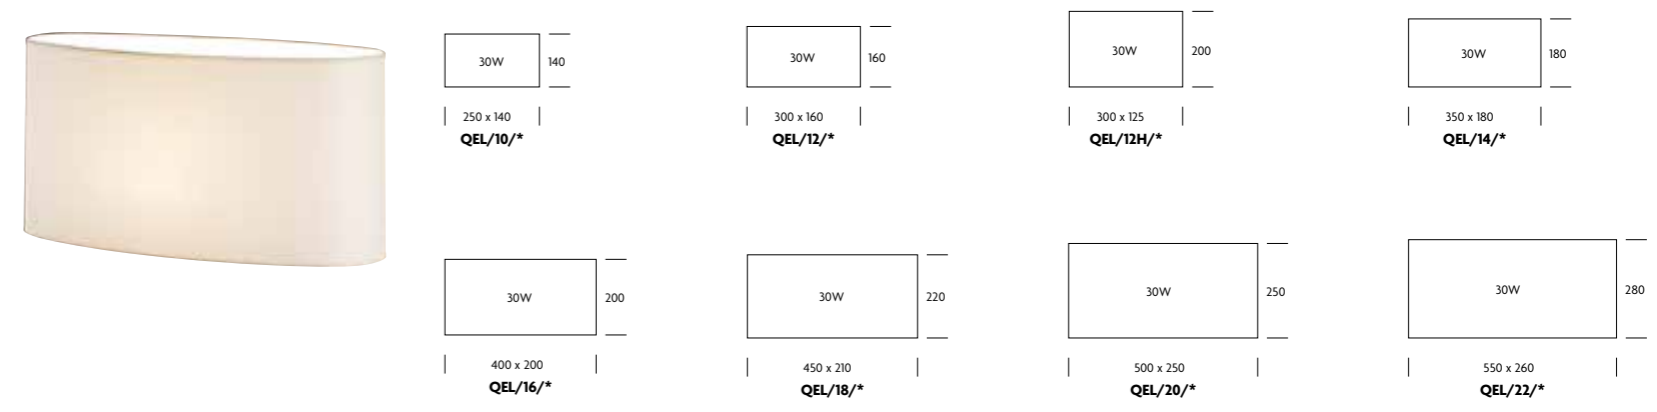 30W
140
250 x 140
QEL/10/*
30W
160
300 x 160
QEL/12/*
30W
200
300 x 125
QEL/12H/*
30W
180
350 x 180
QEL/14/*
30W
200
400 x 200
QEL/16/*
30W
220
450 x 210
QEL/18/*
30W
250
500 x 250
QEL/20/*
30W
280
550 x 260
QEL/22/*